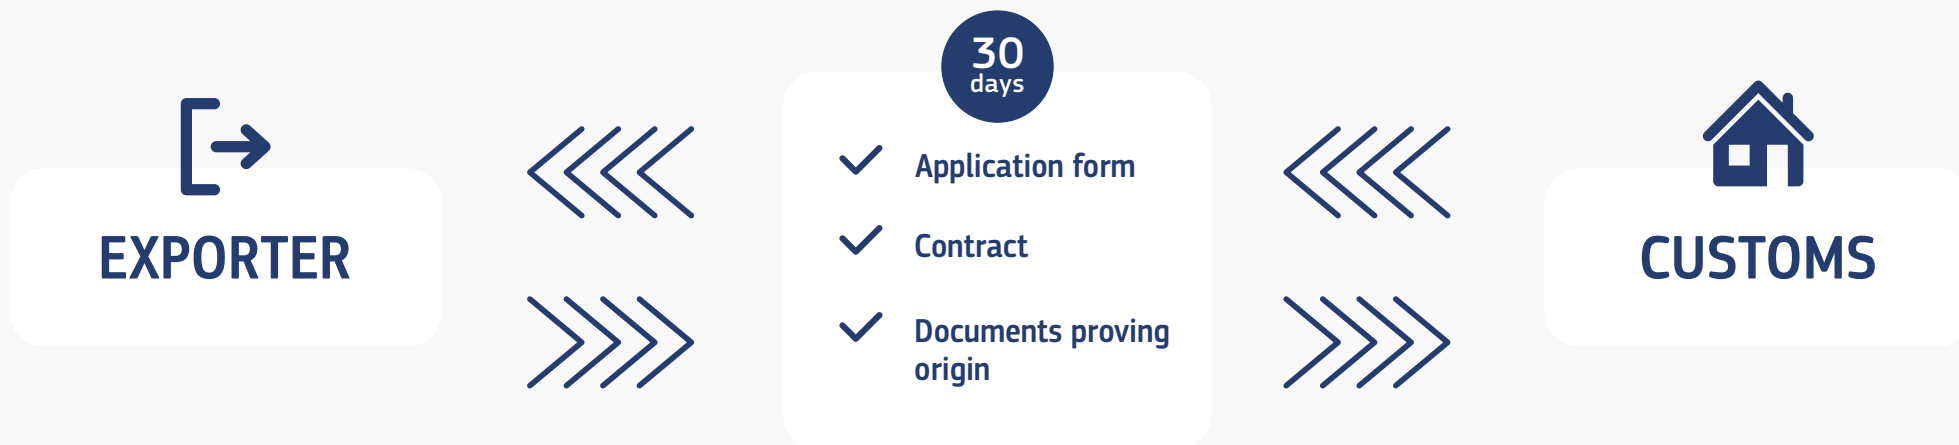 EXPORTER
30
days
Application form
Contract
Documents proving
origin
CUSTOMS